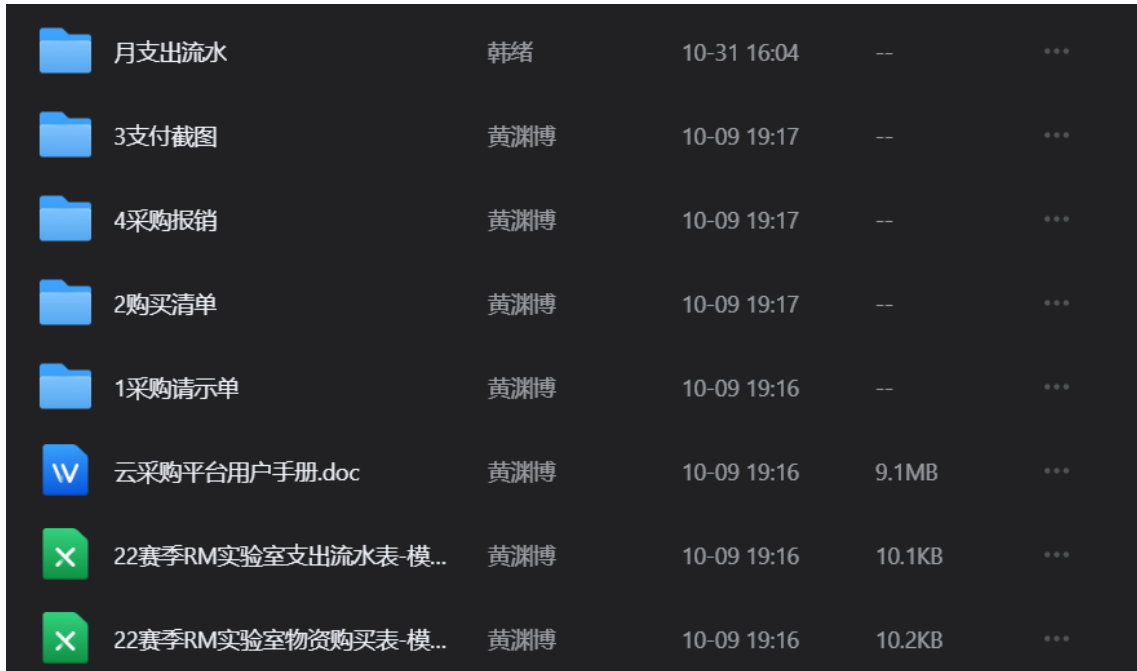 月支出流水 韩绪 10-31 16:04 --
3支付截图 黄渊博 10-09 19:17 --
4采购报销 黄渊博 10-09 19:17 --
2购买清单 黄渊博 10-09 19:17 --
1采购请示单 黄渊博 10-09 19:16 --
云采购平台用户手册.doc 黄渊博 10-09 19:16 9.1MB
22赛季RM实验室支出流水表-模... 黄渊博 10-09 19:16 10.1KB
22赛季RM实验室物资购买表-模... 黄渊博 10-09 19:16 10.2KB